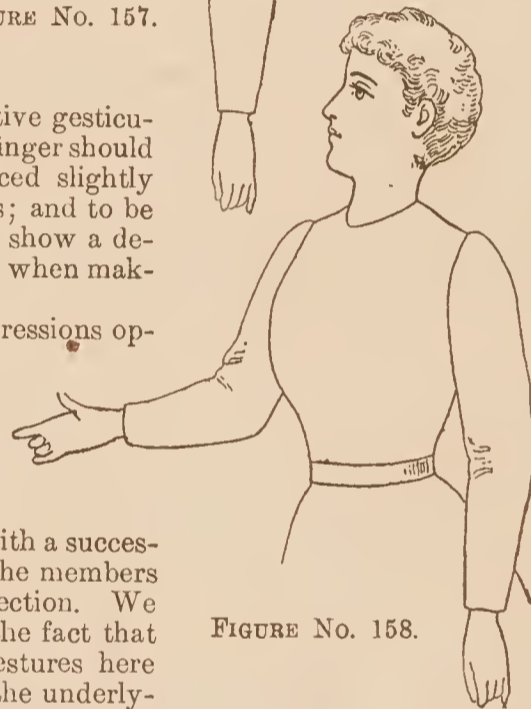 URE No. 157.
tive gesticu-
inger should
ced slightly
s; and to be
show a de-
when mak-
ressions op-
ith a succes-
he members
ection. We
he fact that
estures here
the underly-
FIGURE No. 158.